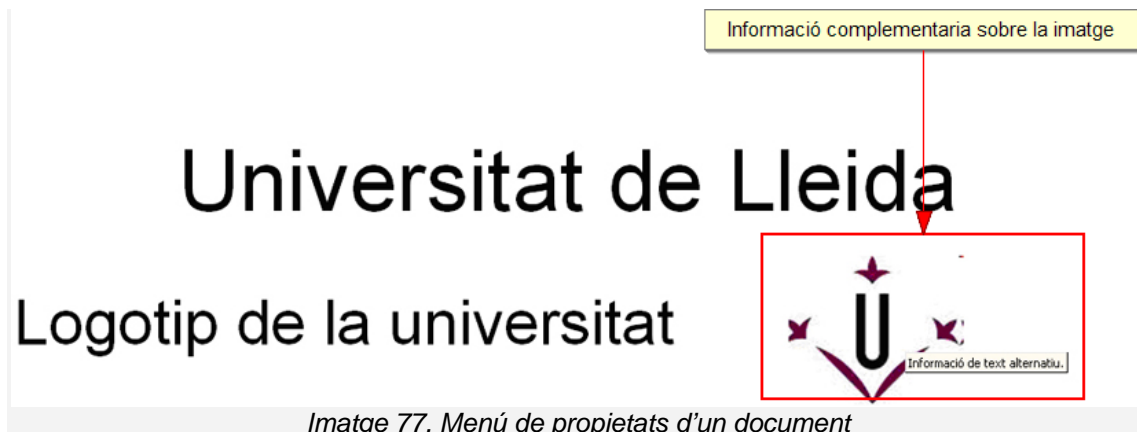 Informació complementaria sobre la imatge
Universitat de Lleida
Logotip de la universitat
U
Informació de text alternatiu.
Imatge 77. Menú de propietats d'un document